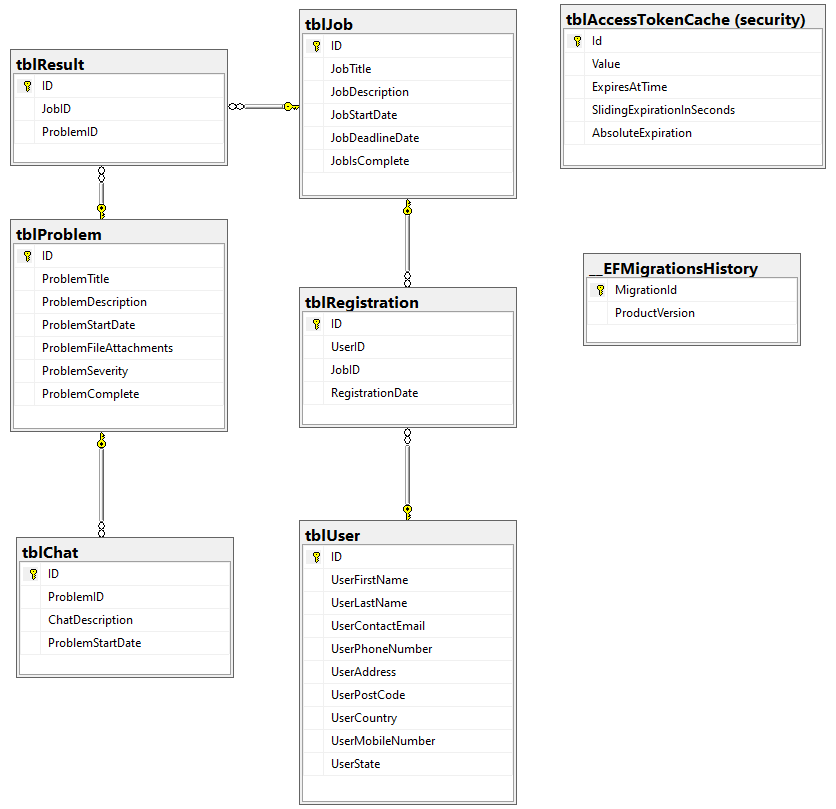 tblResult
ID
JobID
ProblemID
tblJob
ID
JobTitle
JobDescription
JobStartDate
JobDeadlineDate
JobIsComplete
tblAccessTokenCache (security)
Id
Value
ExpiresAtTime
SlidingExpirationInSeconds
AbsoluteExpiration
tblProblem
ID
ProblemTitle
ProblemDescription
ProblemStartDate
ProblemFileAttachments
ProblemSeverity
ProblemComplete
tblRegistration
ID
UserID
JobID
RegistrationDate
__EFMigrationsHistory
MigrationId
ProductVersion
tblChat
ID
ProblemID
ChatDescription
ProblemStartDate
tblUser
ID
UserFirstName
UserLastName
UserContactEmail
UserPhoneNumber
UserAddress
UserPostCode
UserCountry
UserMobileNumber
UserState